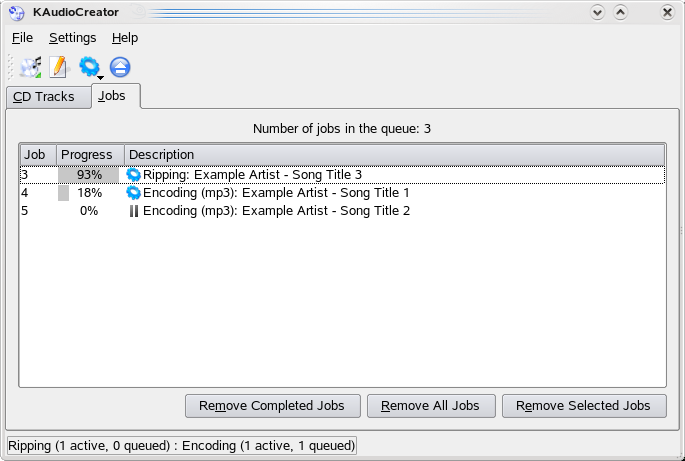 KAudioCreator
File Settings Help
CD Tracks Jobs
Number of jobs in the queue: 3
Job Progress Description
3 93% Ripping: Example Artist - Song Title 3
4 18% Encoding (mp3): Example Artist - Song Title 1
5 0% Encoding (mp3): Example Artist - Song Title 2
Remove Completed Jobs Remove All Jobs Remove Selected Jobs
Ripping (1 active, 0 queued) : Encoding (1 active, 1 queued)